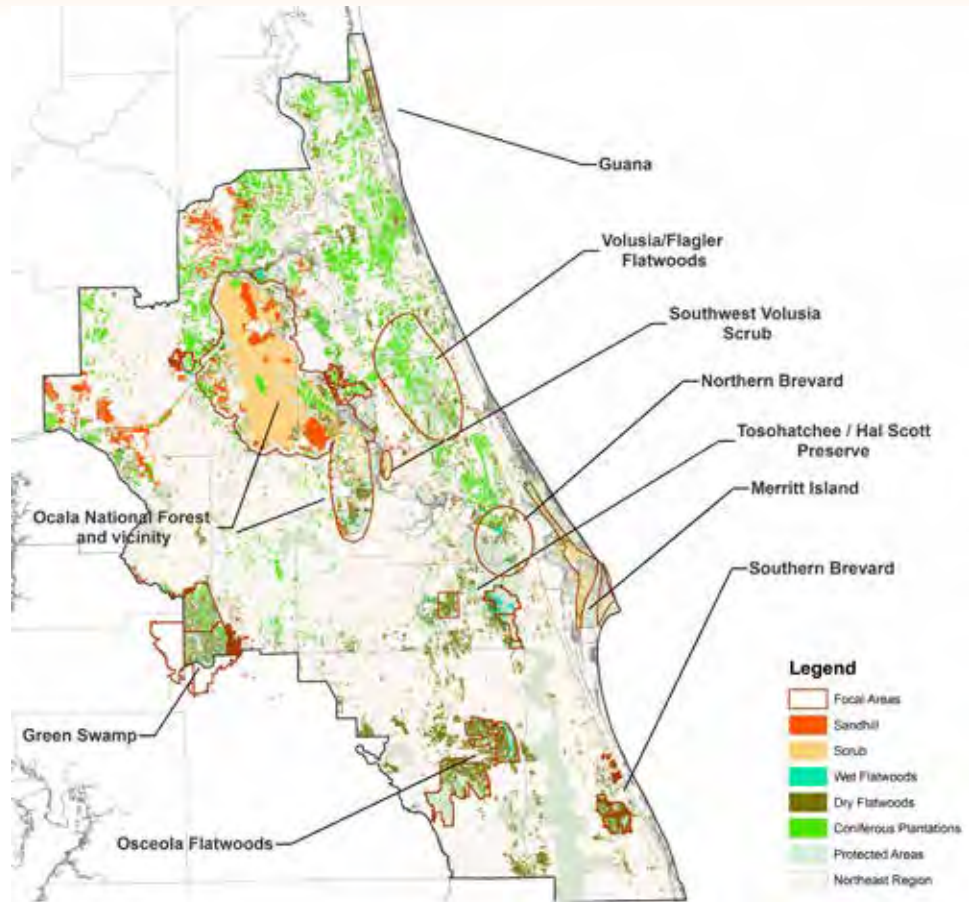 Guana
Volusia/Flagler
Flatwoods
Southwest Volusia
Scrub
Northern Brevard
Tosohatchee / Hal Scott
Preserve
Merritt Island
Ocala National Forest
and vicinity
Southern Brevard
Green Swamp
Osceola Flatwoods
Legend
Focal Areas
Sandhill
Scrub
Wet Flatwoods
Dry Flatwoods
Coniferous Plantations
Protected Areas
Northeast Region